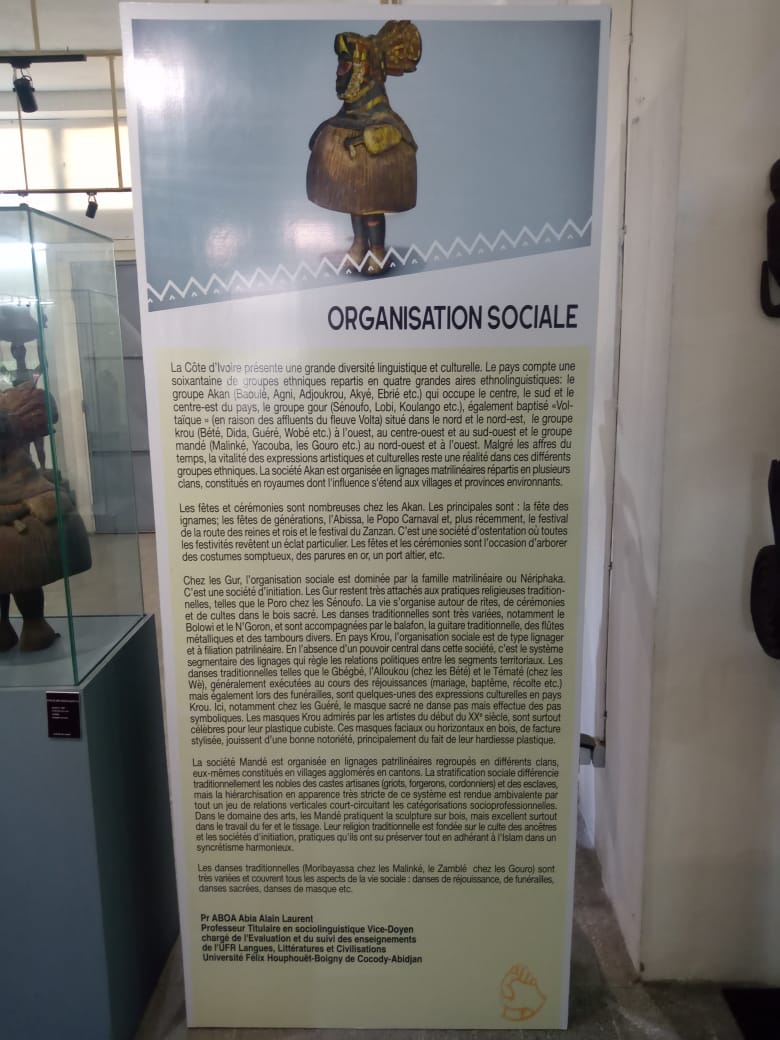 ORGANISATION SOCIALE
La Côte d'Ivoire présente une grande diversité linguistique et culturelle. Le pays compte une
soixantaine de groupes ethniques repartis en quatre grandes aires ethnolinguistiques: le
groupe Akan (Baoulé, Agni, Adjoukrou, Akyé, Ebrié etc.) qui occupe le centre, le sud et le
centre-est du pays, le groupe gour (Sénoufo, Lobi, Koulango etc.), également baptisé «Vol-
taïque » (en raison des affluents du fleuve Volta) situé dans le nord et le nord-est, le groupe
krou (Bété, Dida, Guéré, Wobè etc.) à l'ouest, au centre-ouest et au sud-ouest et le groupe
mandé (Malinké, Yacouba, les Gouro etc.) au nord-ouest et à l'ouest. Malgré les affres du
temps, la vitalité des expressions artistiques et culturelles reste une réalité dans ces différents
groupes ethniques. La société Akan est organisée en lignages matrilinéaires répartis en plusieurs
clans, constitués en royaumes dont l'influence s'étend aux villages et provinces environnants.
Les fêtes et cérémonies sont nombreuses chez les Akan. Les principales sont : la fête des
ignames; les fêtes de générations, l'Abissa, le Popo Carnaval et, plus récemment, le festival
de la route des reines et rois et le festival du Zanzan. C'est une société d'ostentation où toutes
les festivités revêtent un éclat particulier. Les fêtes et les cérémonies sont l'occasion d'arborer
des costumes somptueux, des parures en or, un port altier, etc.
Chez les Gur, l'organisation sociale est dominée par la famille matrilinéaire ou Nériphaka.
C'est une société d'initiation. Les Gur restent très attachés aux pratiques religieuses tradition-
nelles, telles que le Poro chez les Sénoufo. La vie s'organise autour de rites, de cérémonies
et de cultes dans le bois sacré. Les danses traditionnelles sont très variées, notamment le
Bolowi et le N'Goron, et sont accompagnées par le balafon, la guitare traditionnelle, des flûtes
métalliques et des tambours divers. En pays Krou, l'organisation sociale est de type lignager
et à filiation patrilinéaire. En l'absence d'un pouvoir central dans cette société, c'est le système
segmentaire des lignages qui règle les relations politiques entre les segments territoriaux. Les
danses traditionnelles telles que le Gbégbé, l'Alloukou (chez les Bété) et le Tématé (chez les
Wè), généralement exécutées au cours des réjouissances (mariage, baptême, récolte etc.)
mais également lors des funérailles, sont quelques-unes des expressions culturelles en pays
Krou. Ici, notamment chez les Guéré, le masque sacré ne danse pas mais effectue des pas
symboliques. Les masques Krou admirés par les artistes du début du XXe siècle, sont surtout
célèbres pour leur plastique cubiste. Ces masques faciaux ou horizontaux en bois, de facture
stylisée, jouissent d'une bonne notoriété, principalement du fait de leur hardiesse plastique.
La société Mandé est organisée en lignages patrilinéaires regroupés en différents clans,
eux-mêmes constitués en villages agglomérés en cantons. La stratification sociale différencie
traditionnellement les nobles des castes artisanes (griots, forgerons, cordonniers) et des esclaves,
mais la hiérarchisation en apparence très stricte de ce système est rendue ambivalente par
tout un jeu de relations verticales court-circuitant les catégorisations socioprofessionnelles.
Dans le domaine des arts, les Mandé pratiquent la sculpture sur bois, mais excellent surtout
dans le travail du fer et le tissage. Leur religion traditionnelle est fondée sur le culte des ancêtres
et les sociétés d'initiation, pratiques qu'ils ont su préserver tout en adhérant à l'Islam dans un
syncrétisme harmonieux.
Les danses traditionnelles (Moribayassa chez les Malinké, le Zamblé chez les Gouro) sont
très variées et couvrent tous les aspects de la vie sociale : danses de réjouissance, de funérailles,
danses sacrées, danses de masque etc.
Pr ABOA Abia Alain Laurent
Professeur Titulaire en sociolinguistique Vice-Doyen
chargé de l'Evaluation et du suivi des enseignements
de l'UFR Langues, Littératures et Civilisations
Université Félix Houphouët-Boigny de Cocody-Abidjan